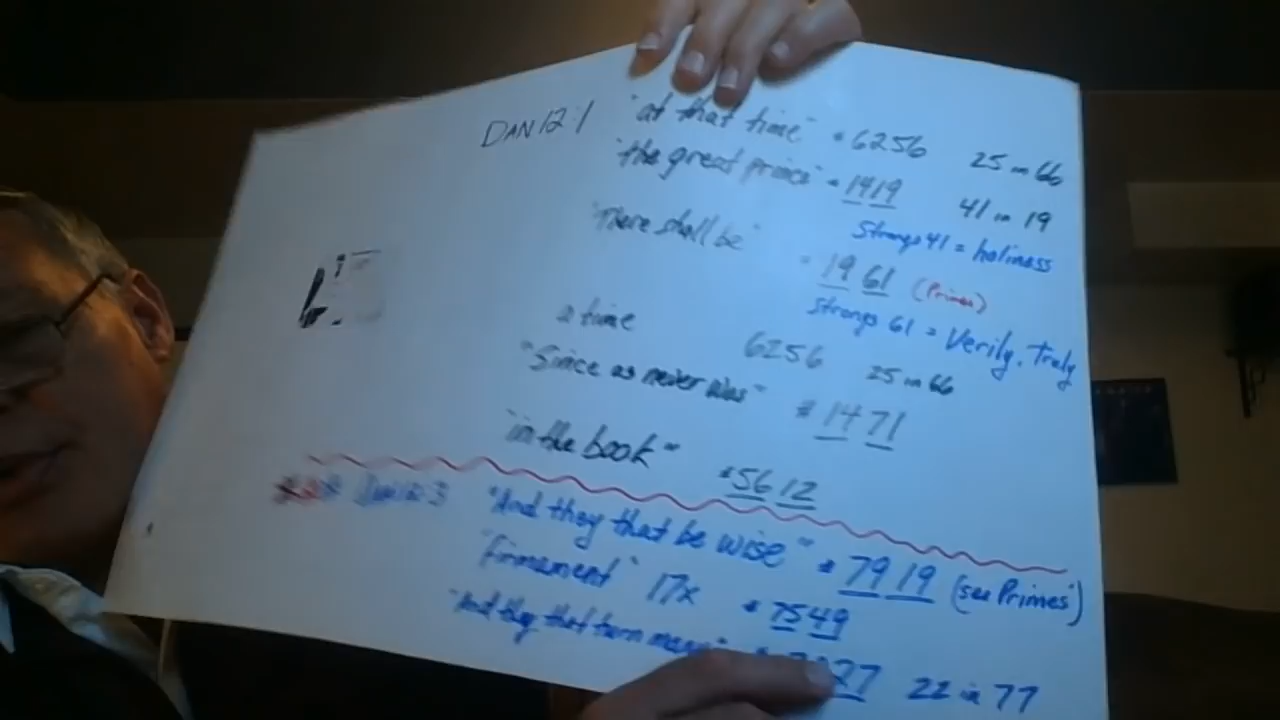 DAN 12:1 "at that time" # 6256 25 in 66
"the great prince" = 1419 41 in 19
Strongs 41 = holiness
"There shall be" = 1961 (Primes)
Strongs 61 = Verily, Truly
a time 6256 25 in 66
"Since as never was" # 1471
"in the book" #5612
Dan 12:3 "And they that be wise" # 7919 (see Primes)
"firmament" 17x # 7549
"And they that turn many" 27 22 in 77